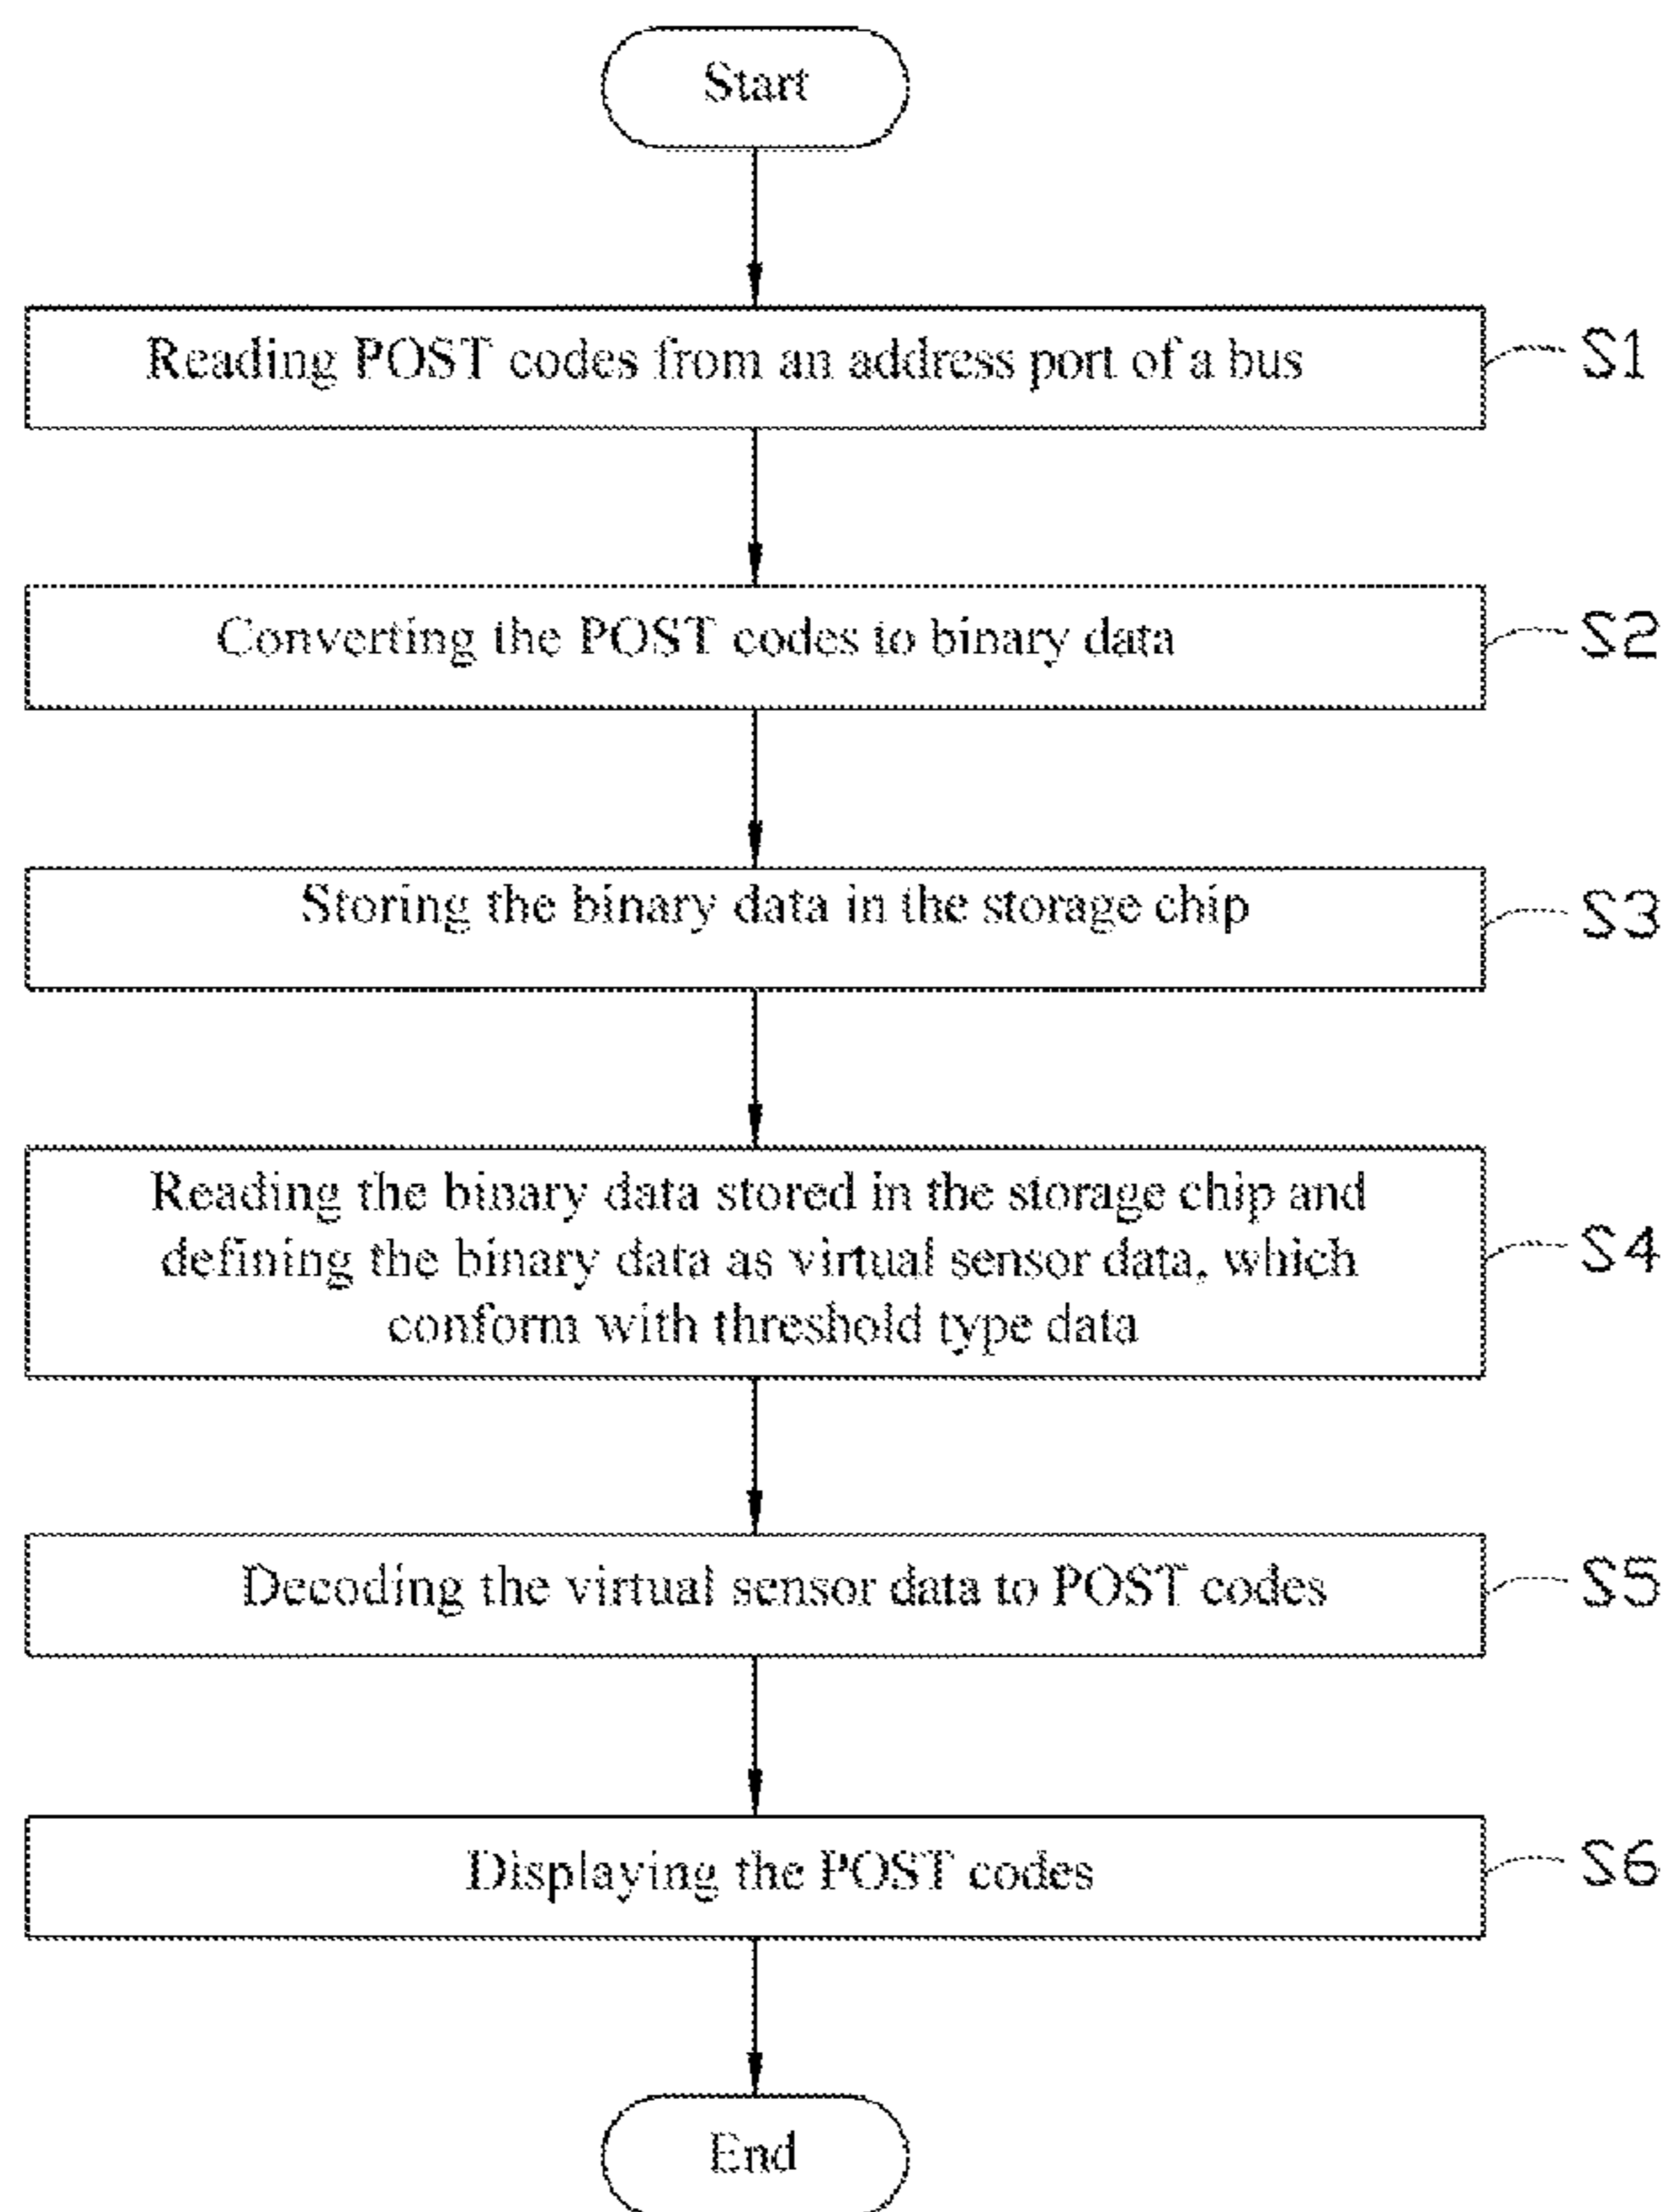 Start
Reading POST codes from an address port of a bus
S1
Converting the POST codes to binary data
S2
Storing the binary data in the storage chip
S3
Reading the binary data stored in the storage chip and
defining the binary data as virtual sensor data, which
conform with threshold type data
S4
Decoding the virtual sensor data to POST codes
S5
Displaying the POST codes
S6
End